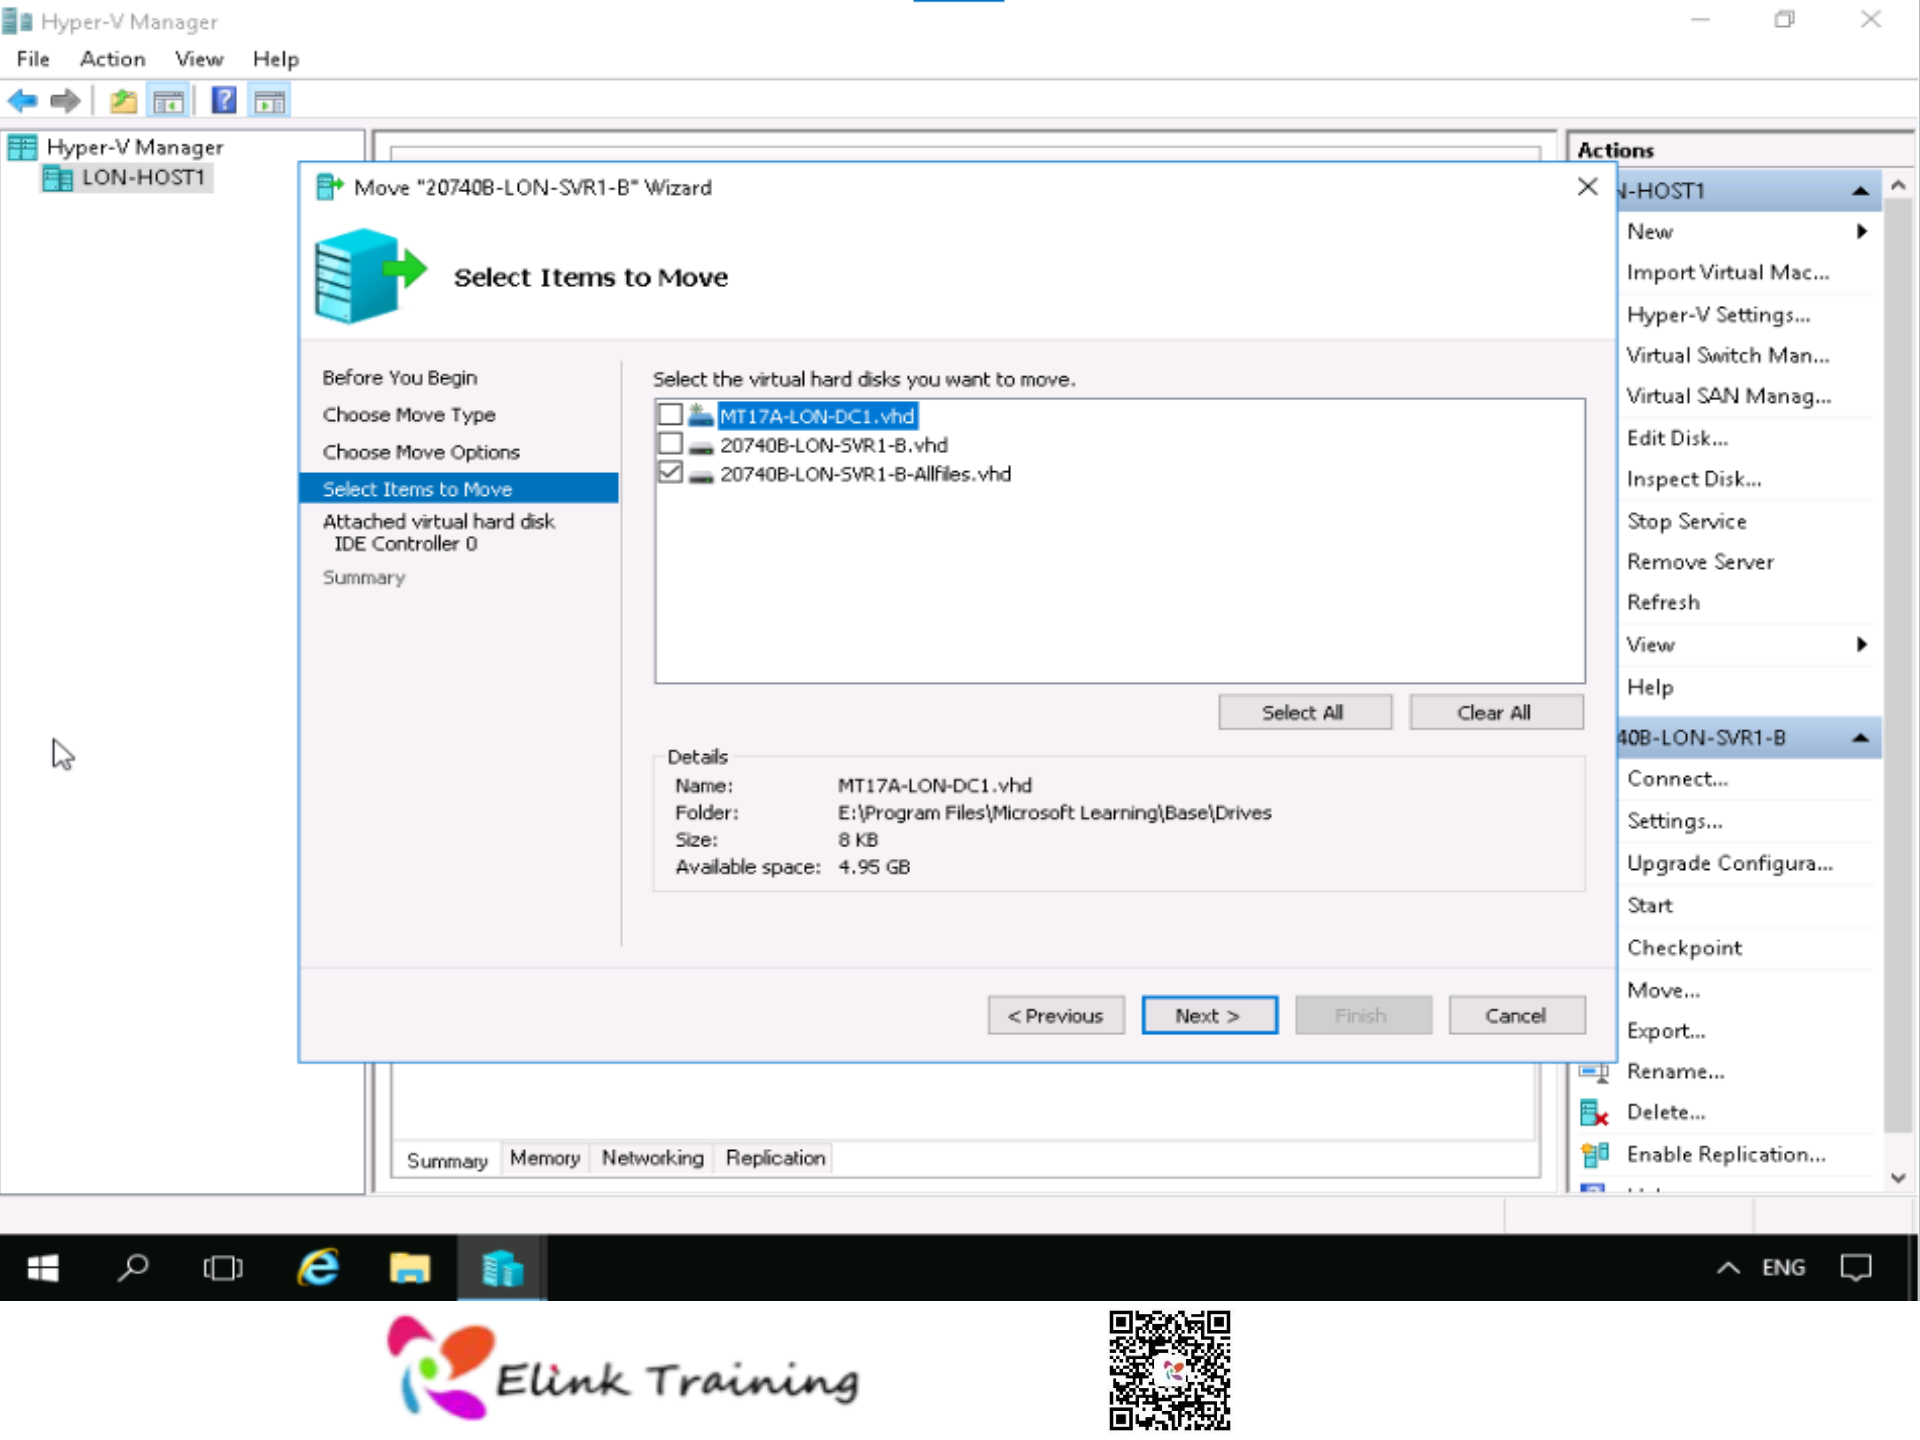 Hyper-V Manager
File Action View Help
Hyper-V Manager
LON-HOST1
Move "20740B-LON-SVR1-B" Wizard
Select Items to Move
Before You Begin
Choose Move Type
Choose Move Options
Select Items to Move
Attached virtual hard disk
IDE Controller 0
Summary
Select the virtual hard disks you want to move.
MT17A-LON-DC1.vhd
20740B-LON-SVR1-B.vhd
20740B-LON-SVR1-B-Allfiles.vhd
Select All Clear All
Details
Name: MT17A-LON-DC1.vhd
Folder: E:\Program Files\Microsoft Learning\Base\Drives
Size: 8 KB
Available space: 4.95 GB
< Previous Next > Finish Cancel
Summary Memory Networking Replication
Actions
N-HOST1
New
Import Virtual Mac...
Hyper-V Settings...
Virtual Switch Man...
Virtual SAN Manag...
Edit Disk...
Inspect Disk...
Stop Service
Remove Server
Refresh
View
Help
40B-LON-SVR1-B
Connect...
Settings...
Upgrade Configura...
Start
Checkpoint
Move...
Export...
Rename...
Delete...
Enable Replication...
ENG
Elink Training